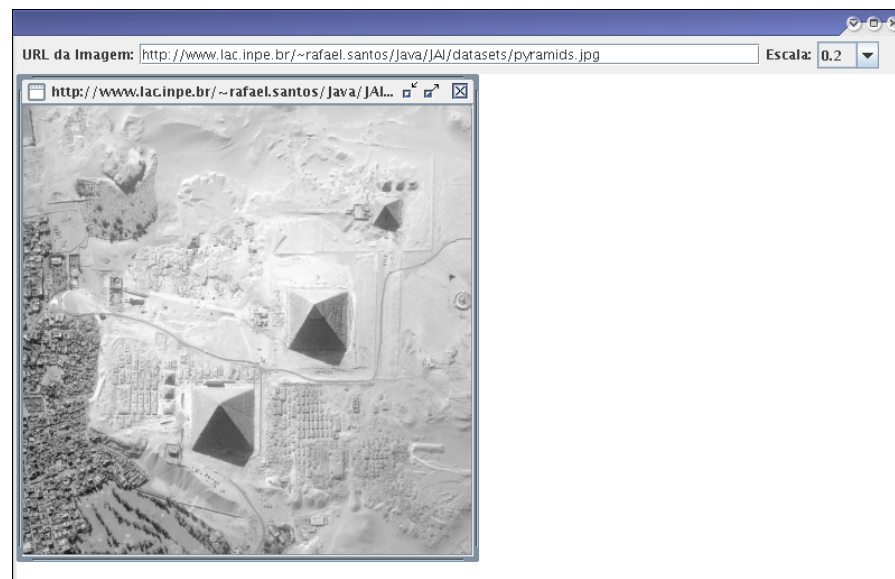 URL da Imagem: http://www.lac.inpe.br/~rafael.santos/Java/JAI/datasets/pyramids.jpg Escala: 0.2
http://www.lac.inpe.br/~rafael.santos/Java/JAI...